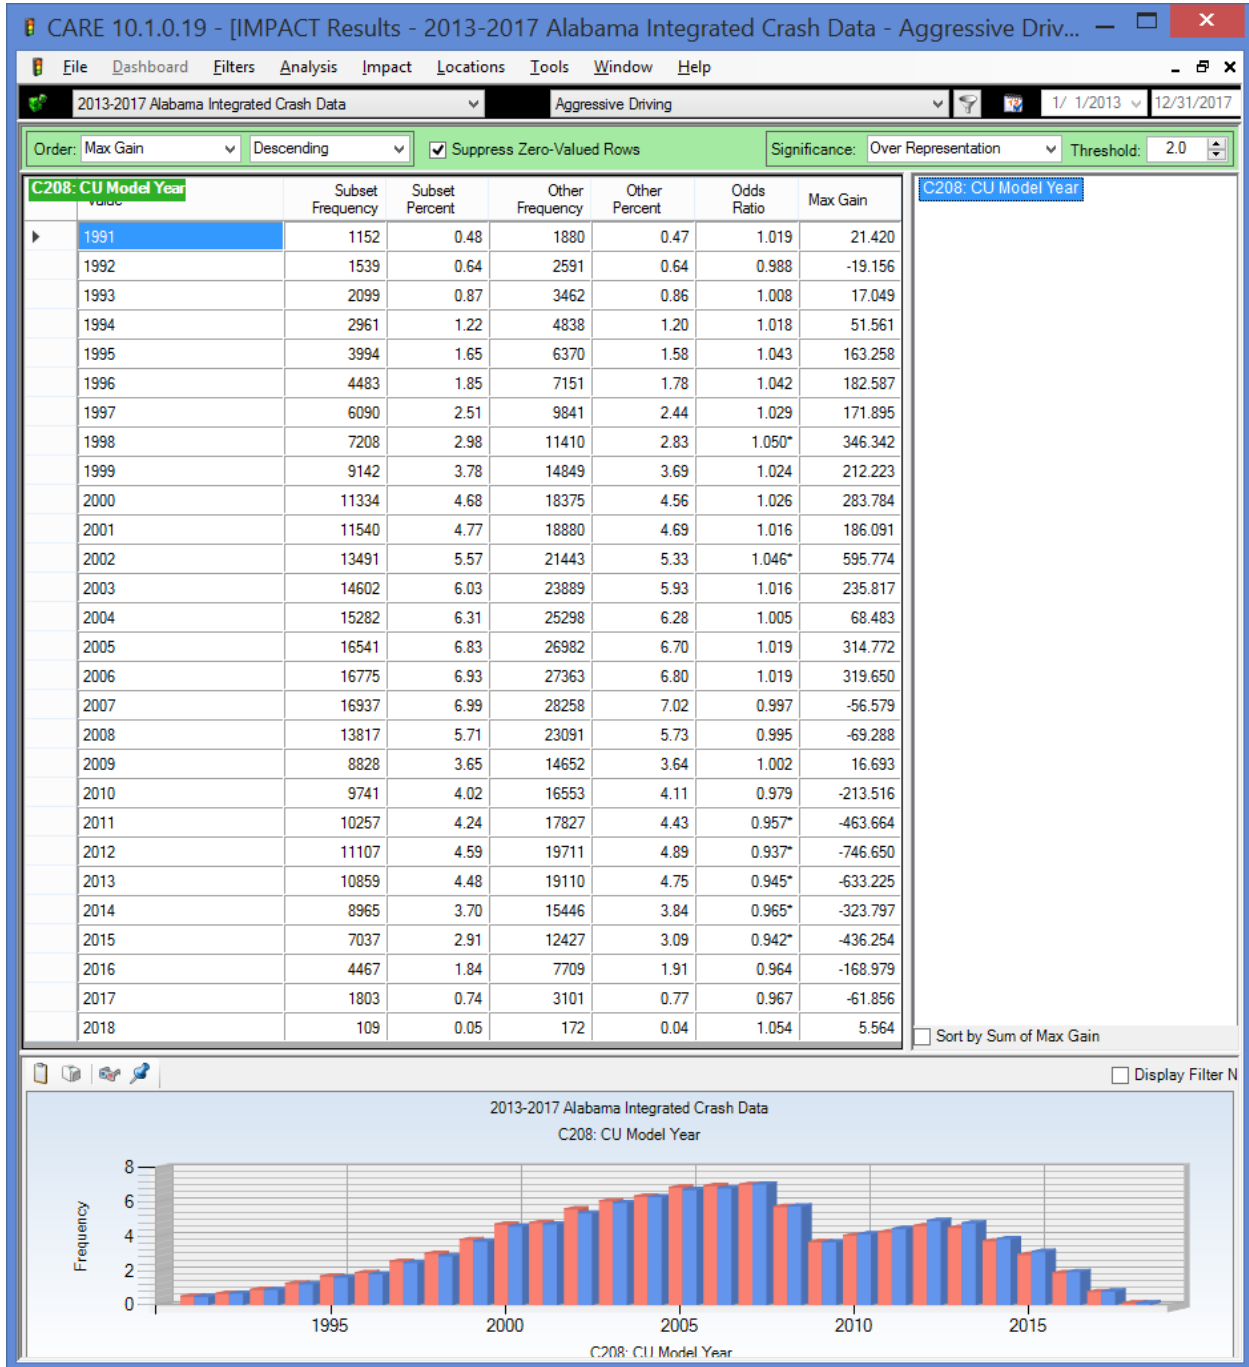 CARE 10.1.0.19 - [IMPACT Results - 2013-2017 Alabama Integrated Crash Data - Aggressive Driv...
File Dashboard Filters Analysis Impact Locations Tools Window Help
2013-2017 Alabama Integrated Crash Data Aggressive Driving 1/ 1/2013 12/31/2017
Order: Max Gain Descending Suppress Zero-Valued Rows Significance: Over Representation Threshold: 2.0
C208: CU Model Year Subset Frequency Subset Percent Other Frequency Other Percent Odds Ratio Max Gain C208: CU Model Year
1991 1152 0.48 1880 0.47 1.019 21.420
1992 1539 0.64 2591 0.64 0.988 -19.156
1993 2099 0.87 3462 0.86 1.008 17.049
1994 2961 1.22 4838 1.20 1.018 51.561
1995 3994 1.65 6370 1.58 1.043 163.258
1996 4483 1.85 7151 1.78 1.042 182.587
1997 6090 2.51 9841 2.44 1.029 171.895
1998 7208 2.98 11410 2.83 1.050* 346.342
1999 9142 3.78 14849 3.69 1.024 212.223
2000 11334 4.68 18375 4.56 1.026 283.784
2001 11540 4.77 18880 4.69 1.016 186.091
2002 13491 5.57 21443 5.33 1.046* 595.774
2003 14602 6.03 23889 5.93 1.016 235.817
2004 15282 6.31 25298 6.28 1.005 68.483
2005 16541 6.83 26982 6.70 1.019 314.772
2006 16775 6.93 27363 6.80 1.019 319.650
2007 16937 6.99 28258 7.02 0.997 -56.579
2008 13817 5.71 23091 5.73 0.995 -69.288
2009 8828 3.65 14652 3.64 1.002 16.693
2010 9741 4.02 16553 4.11 0.979 -213.516
2011 10257 4.24 17827 4.43 0.957* -463.664
2012 11107 4.59 19711 4.89 0.937* -746.650
2013 10859 4.48 19110 4.75 0.945* -633.225
2014 8965 3.70 15446 3.84 0.965* -323.797
2015 7037 2.91 12427 3.09 0.942* -436.254
2016 4467 1.84 7709 1.91 0.964 -168.979
2017 1803 0.74 3101 0.77 0.967 -61.856
2018 109 0.05 172 0.04 1.054 5.564
Sort by Sum of Max Gain
Display Filter N
2013-2017 Alabama Integrated Crash Data
C208: CU Model Year
8
6
4
2
0
Frequency
1995 2000 2005 2010 2015
C208: CU Model Year